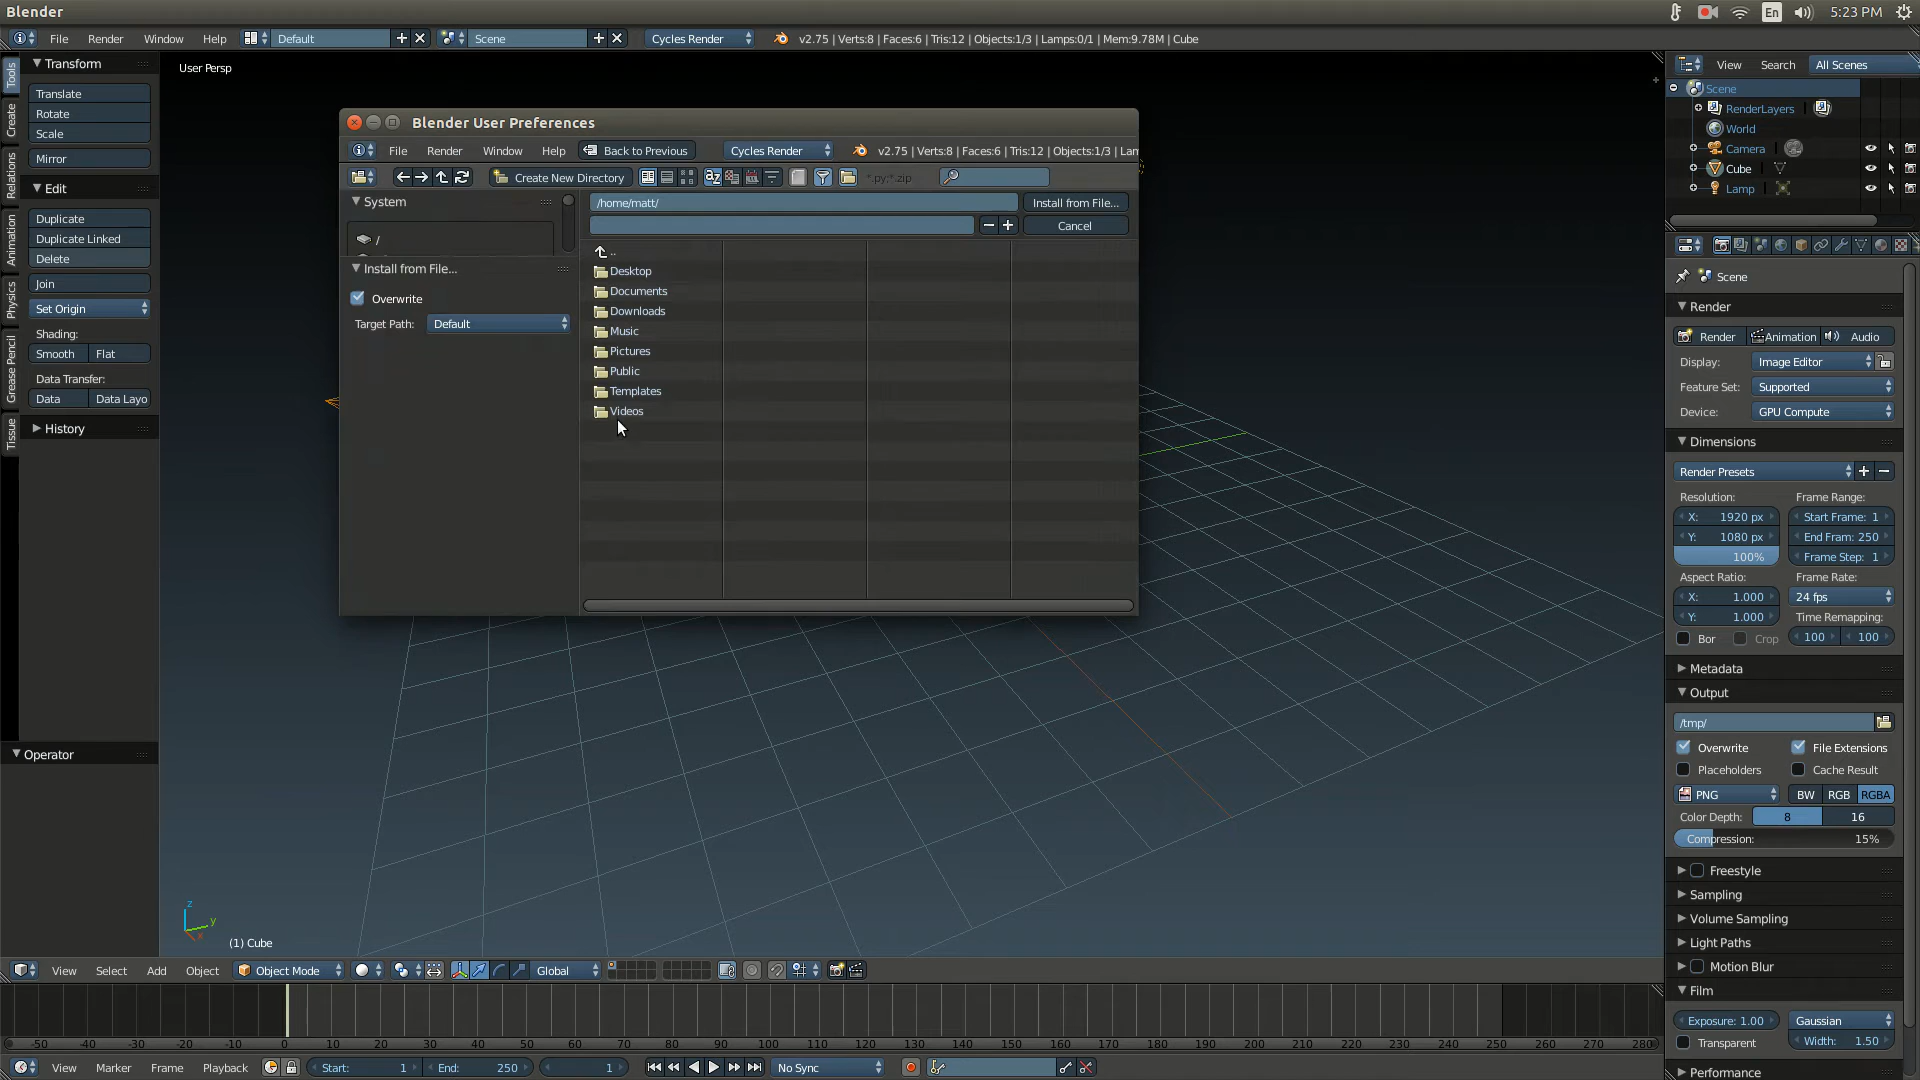 Blender
En
5:23 PM
File
Render
Window
Help
Default
Scene
Cycles Render
v2.75 | Verts:8 | Faces:6 | Tris:12 | Objects:1/3 | Lamps:0/1 | Mem:9.78M | Cube
Tools
Create
Relations
Animation
Physics
Grease Pencil
Tissue
Transform
Translate
Rotate
Scale
Mirror
Edit
Duplicate
Duplicate Linked
Delete
Join
Set Origin
Shading:
Smooth
Flat
Data Transfer:
Data
Data Layo
History
Operator
User Persp
Blender User Preferences
File
Render
Window
Help
Back to Previous
Cycles Render
v2.75 | Verts:8 | Faces:6 | Tris:12 | Objects:1/3 | Lam
Create New Directory
*.py;*.zip
System
/
Install from File...
Overwrite
Target Path:
Default
/home/matt/
Install from File...
Cancel
..
Desktop
Documents
Downloads
Music
Pictures
Public
Templates
Videos
z
y
x
(1) Cube
View
Select
Add
Object
Object Mode
Global
-50 -40 -30 -20 -10 0 10 20 30 40 50 60 70 80 90 100 110 120 130 140 150 160 170 180 190 200 210 220 230 240 250 260 270 280
View
Marker
Frame
Playback
Start: 1
End: 250
1
No Sync
View
Search
All Scenes
Scene
RenderLayers
World
Camera
Cube
Lamp
Scene
Render
Render
Animation
Audio
Display:
Image Editor
Feature Set:
Supported
Device:
GPU Compute
Dimensions
Render Presets
Resolution:
Frame Range:
X: 1920 px
Start Frame: 1
Y: 1080 px
End Fram: 250
100%
Frame Step: 1
Aspect Ratio:
Frame Rate:
X: 1.000
24 fps
Y: 1.000
Time Remapping:
Bor
Crop
100
100
Metadata
Output
/tmp/
Overwrite
File Extensions
Placeholders
Cache Result
PNG
BW
RGB
RGBA
Color Depth:
8
16
Compression: 15%
Freestyle
Sampling
Volume Sampling
Light Paths
Motion Blur
Film
Exposure: 1.00
Gaussian
Transparent
Width: 1.50
Performance